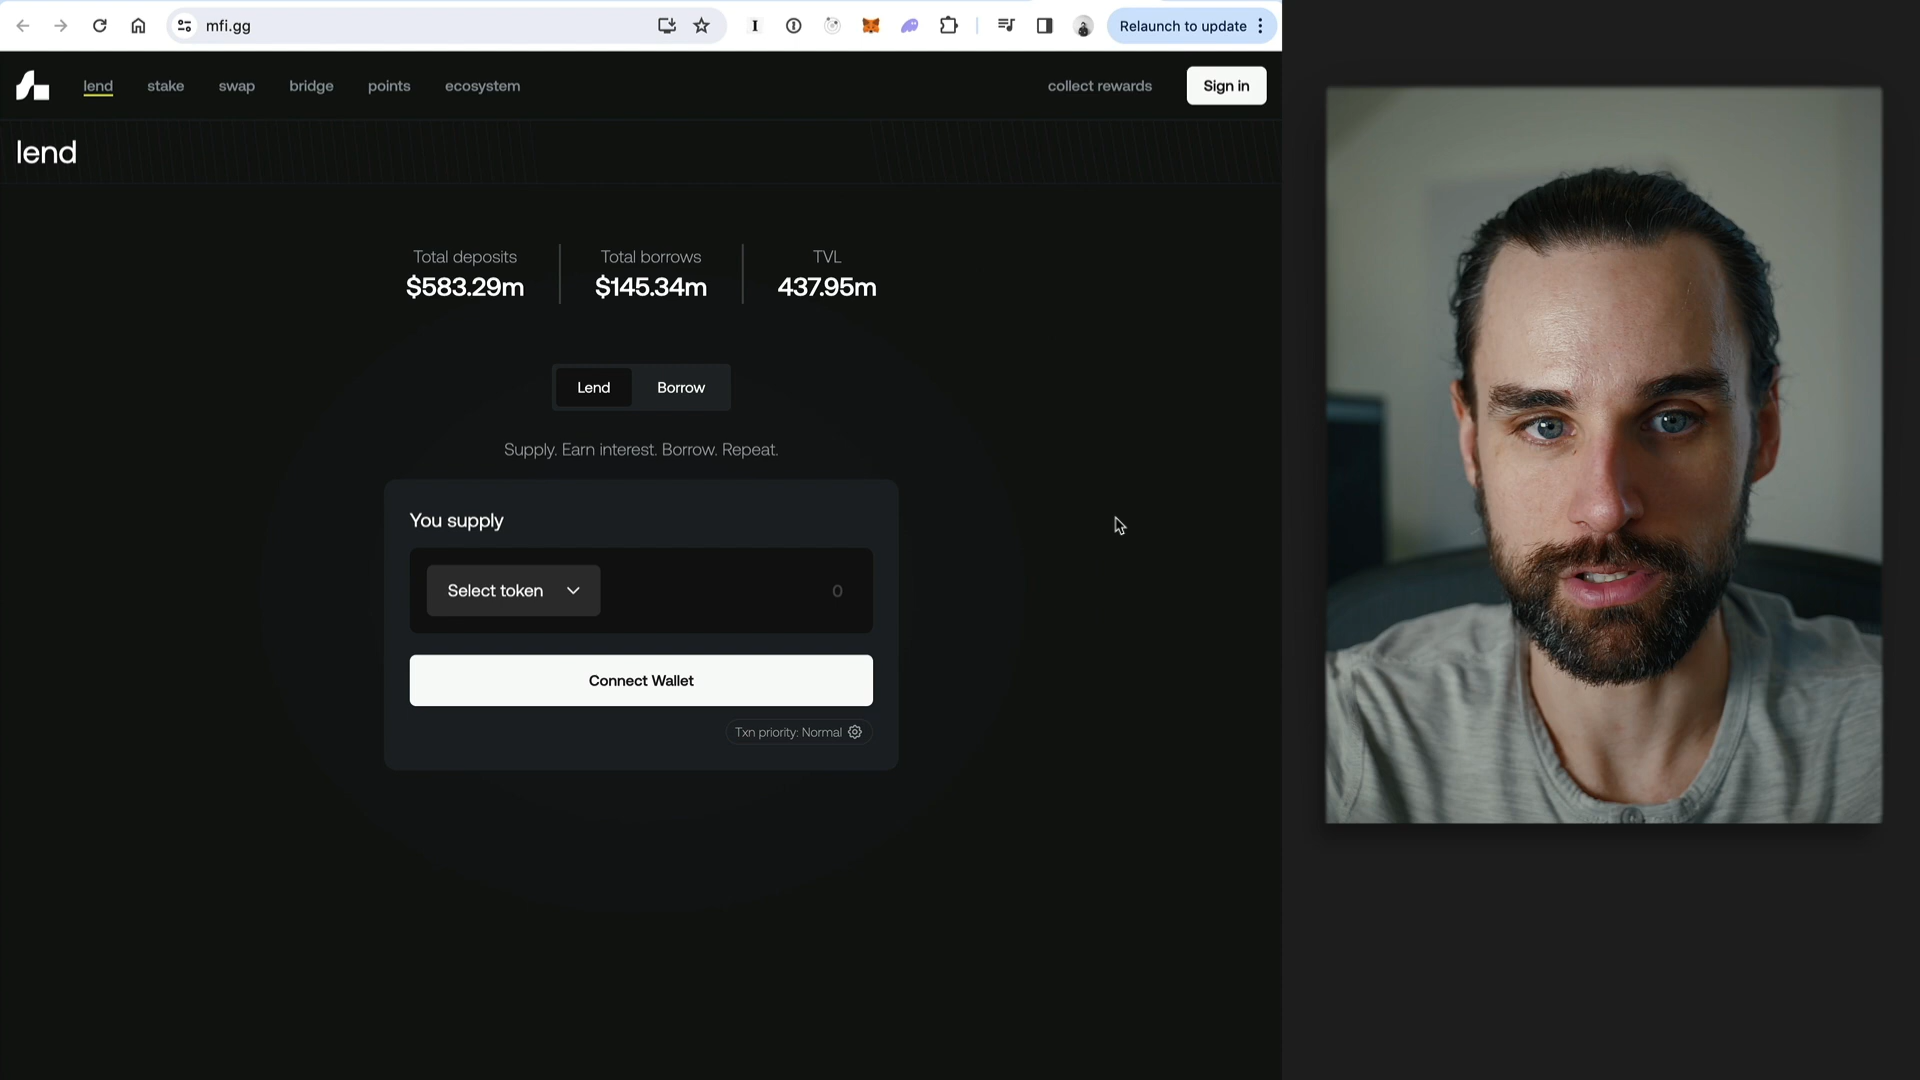 mfi.gg
Relaunch to update
lend stake swap bridge points ecosystem collect rewards Sign in
lend
Total deposits Total borrows TVL
$583.29m $145.34m 437.95m
Lend Borrow
Supply. Earn interest. Borrow. Repeat.
You supply
Select token 0
Connect Wallet
Txn priority: Normal